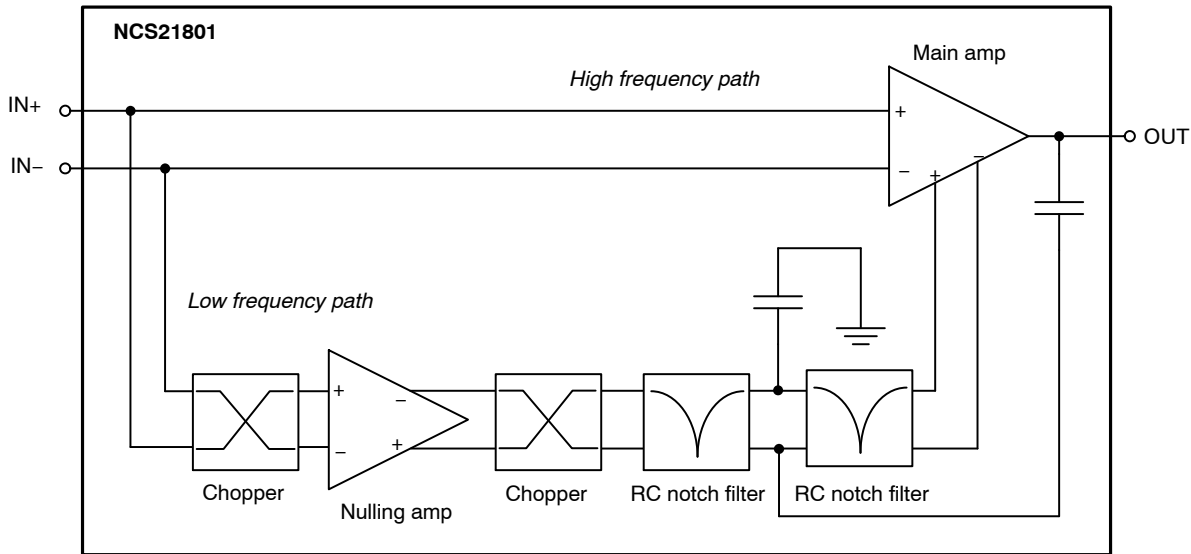 NCS21801
Main amp
High frequency path
IN+
+
OUT
IN−
−
+
−
Low frequency path
+
−
−
+
Chopper
Nulling amp
Chopper
RC notch filter
RC notch filter